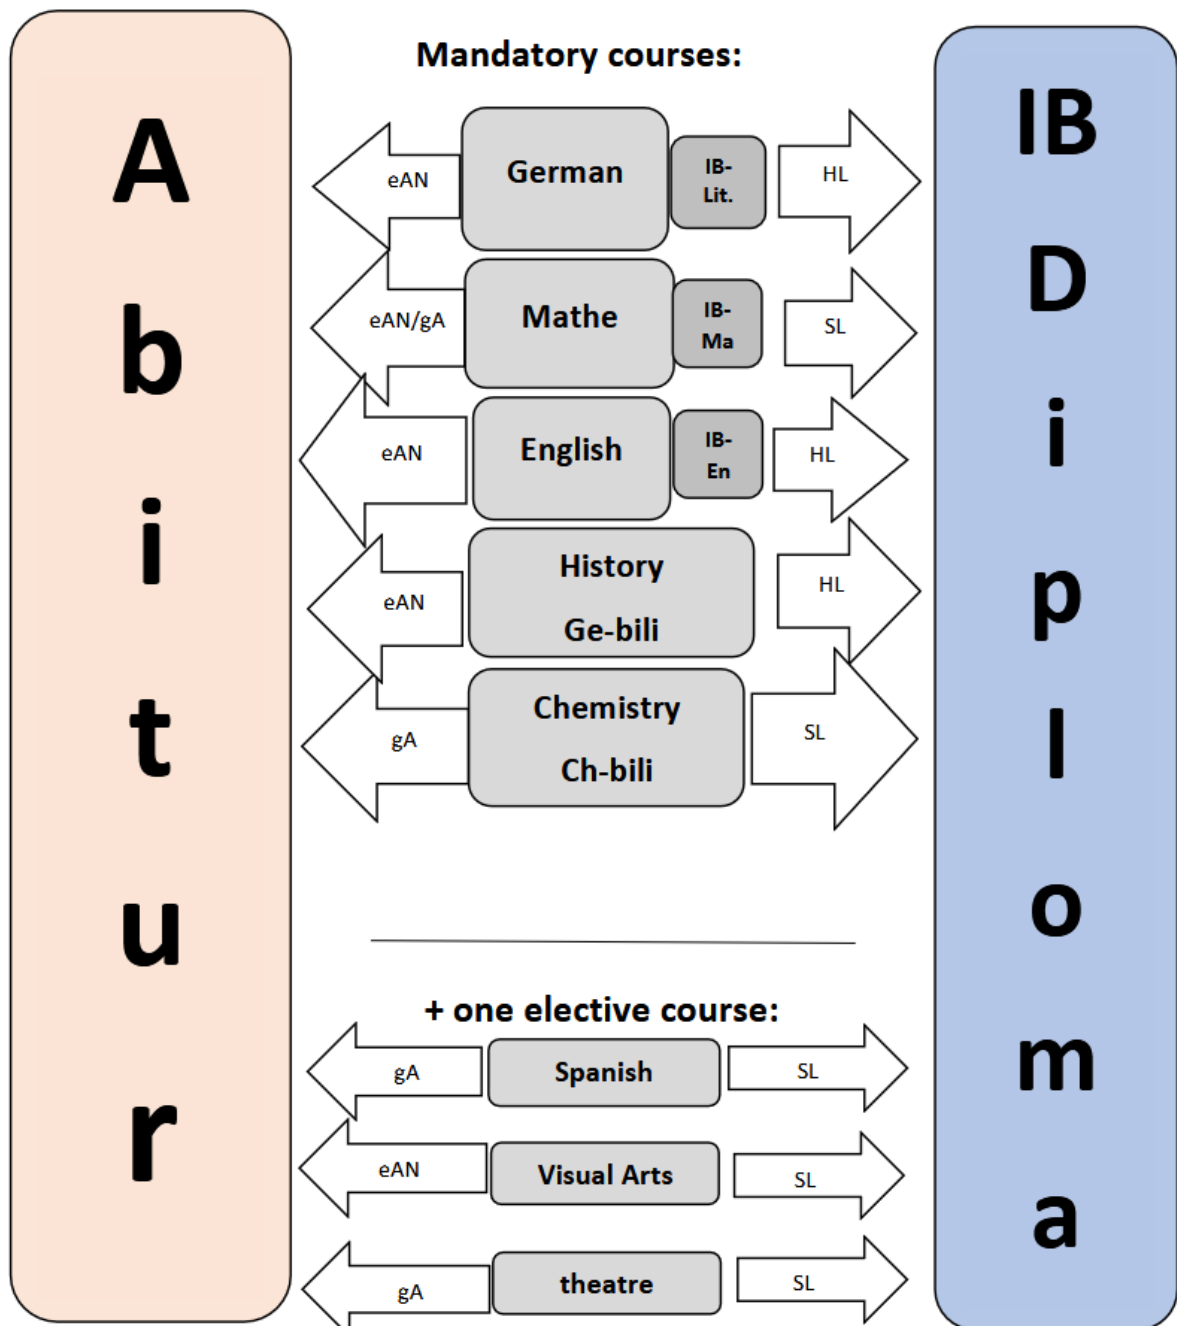 Abitur
Mandatory courses:
eAN
German
IB-
Lit.
HL
eAN/gA
Mathe
IB-
Ma
SL
eAN
English
IB-
En
HL
eAN
History
Ge-bili
HL
gA
Chemistry
Ch-bili
SL
+ one elective course:
gA
Spanish
SL
eAN
Visual Arts
SL
gA
theatre
SL
IB
Diploma